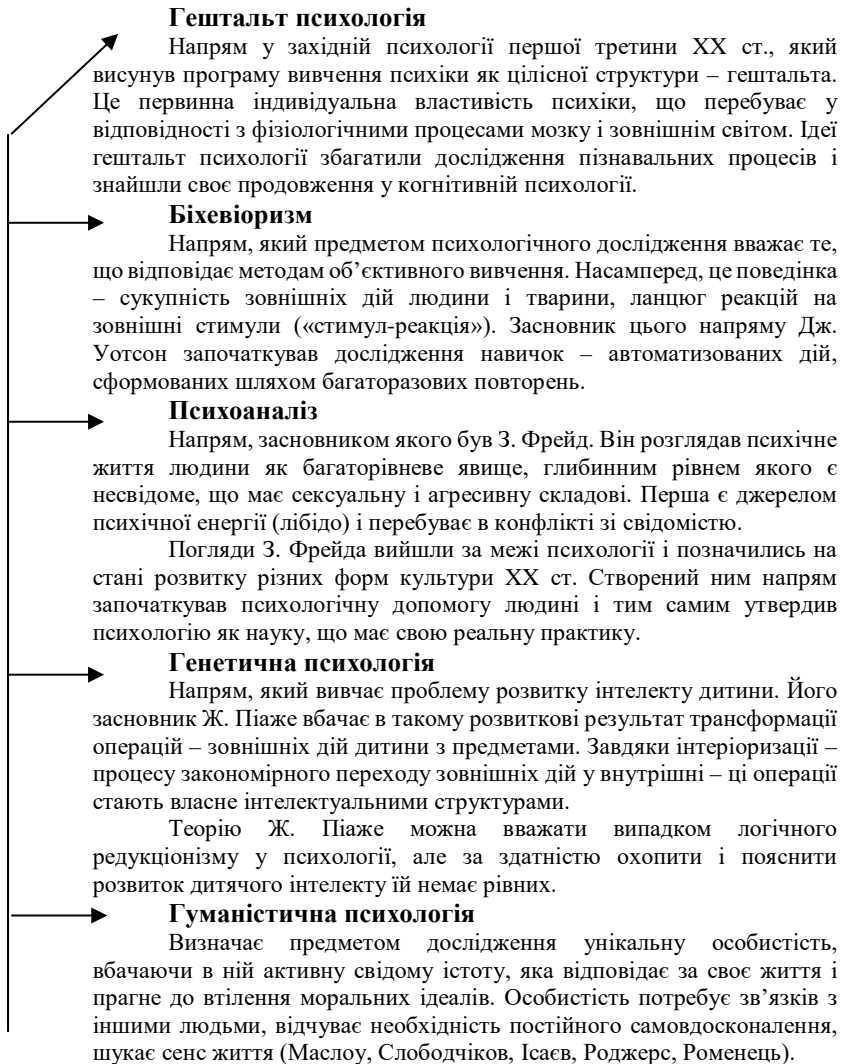 Гештальт психологія
Напрям у західній психології першої третини ХХ ст., який
висунув програму вивчення психіки як цілісної структури – гештальта.
Це первинна індивідуальна властивість психіки, що перебуває у
відповідності з фізіологічними процесами мозку і зовнішнім світом. Ідеї
гештальт психології збагатили дослідження пізнавальних процесів і
знайшли своє продовження у когнітивній психології.
Біхевіоризм
Напрям, який предметом психологічного дослідження вважає те,
що відповідає методам об’єктивного вивчення. Насамперед, це поведінка
– сукупність зовнішніх дій людини і тварини, ланцюг реакцій на
зовнішні стимули («стимул-реакція»). Засновник цього напряму Дж.
Уотсон започаткував дослідження навичок – автоматизованих дій,
сформованих шляхом багаторазових повторень.
Психоаналіз
Напрям, засновником якого був З. Фрейд. Він розглядав психічне
життя людини як багаторівневе явище, глибинним рівнем якого є
несвідоме, що має сексуальну і агресивну складові. Перша є джерелом
психічної енергії (лібідо) і перебуває в конфлікті зі свідомістю.
Погляди З. Фрейда вийшли за межі психології і позначились на
стані розвитку різних форм культури ХХ ст. Створений ним напрям
започаткував психологічну допомогу людині і тим самим утвердив
психологію як науку, що має свою реальну практику.
Генетична психологія
Напрям, який вивчає проблему розвитку інтелекту дитини. Його
засновник Ж. Піаже вбачає в такому розвиткові результат трансформації
операцій – зовнішніх дій дитини з предметами. Завдяки інтеріоризації –
процесу закономірного переходу зовнішніх дій у внутрішні – ці операції
стають власне інтелектуальними структурами.
Теорію Ж. Піаже можна вважати випадком логічного
редукціонізму у психології, але за здатністю охопити і пояснити
розвиток дитячого інтелекту їй немає рівних.
Гуманістична психологія
Визначає предметом дослідження унікальну особистість,
вбачаючи в ній активну свідому істоту, яка відповідає за своє життя і
прагне до втілення моральних ідеалів. Особистість потребує зв’язків з
іншими людьми, відчуває необхідність постійного самовдосконалення,
шукає сенс життя (Маслоу, Слободчіков, Ісаєв, Роджерс, Роменець).